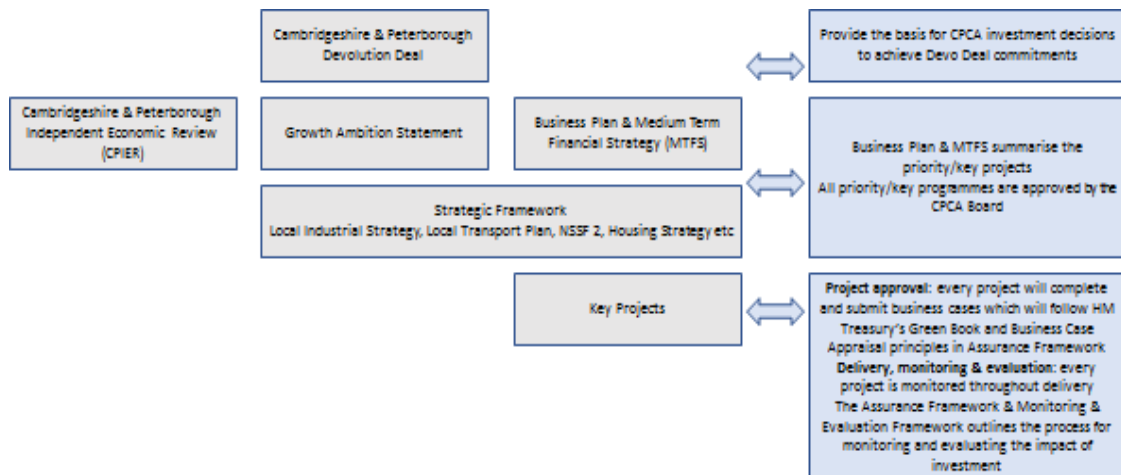 Cambridgeshire & Peterborough
Devolution Deal
Provide the basis for CPCA investment decisions
to achieve Devo Deal commitments
Cambridgeshire & Peterborough
Independent Economic Review
(CPIER)
Growth Ambition Statement
Business Plan & Medium Term
Financial Strategy (MTFS)
Business Plan & MTFS summarise the
priority/key projects
All priority/key programmes are approved by the
CPCA Board
Strategic Framework
Local Industrial Strategy, Local Transport Plan, NSSF 2, Housing Strategy etc
Key Projects
Project approval: every project will complete
and submit business cases which will follow HM
Treasury's Green Book and Business Case
Appraisal principles in Assurance Framework
Delivery, monitoring & evaluation: every
project is monitored throughout delivery
The Assurance Framework & Monitoring &
Evaluation Framework outlines the process for
monitoring and evaluating the impact of
investment